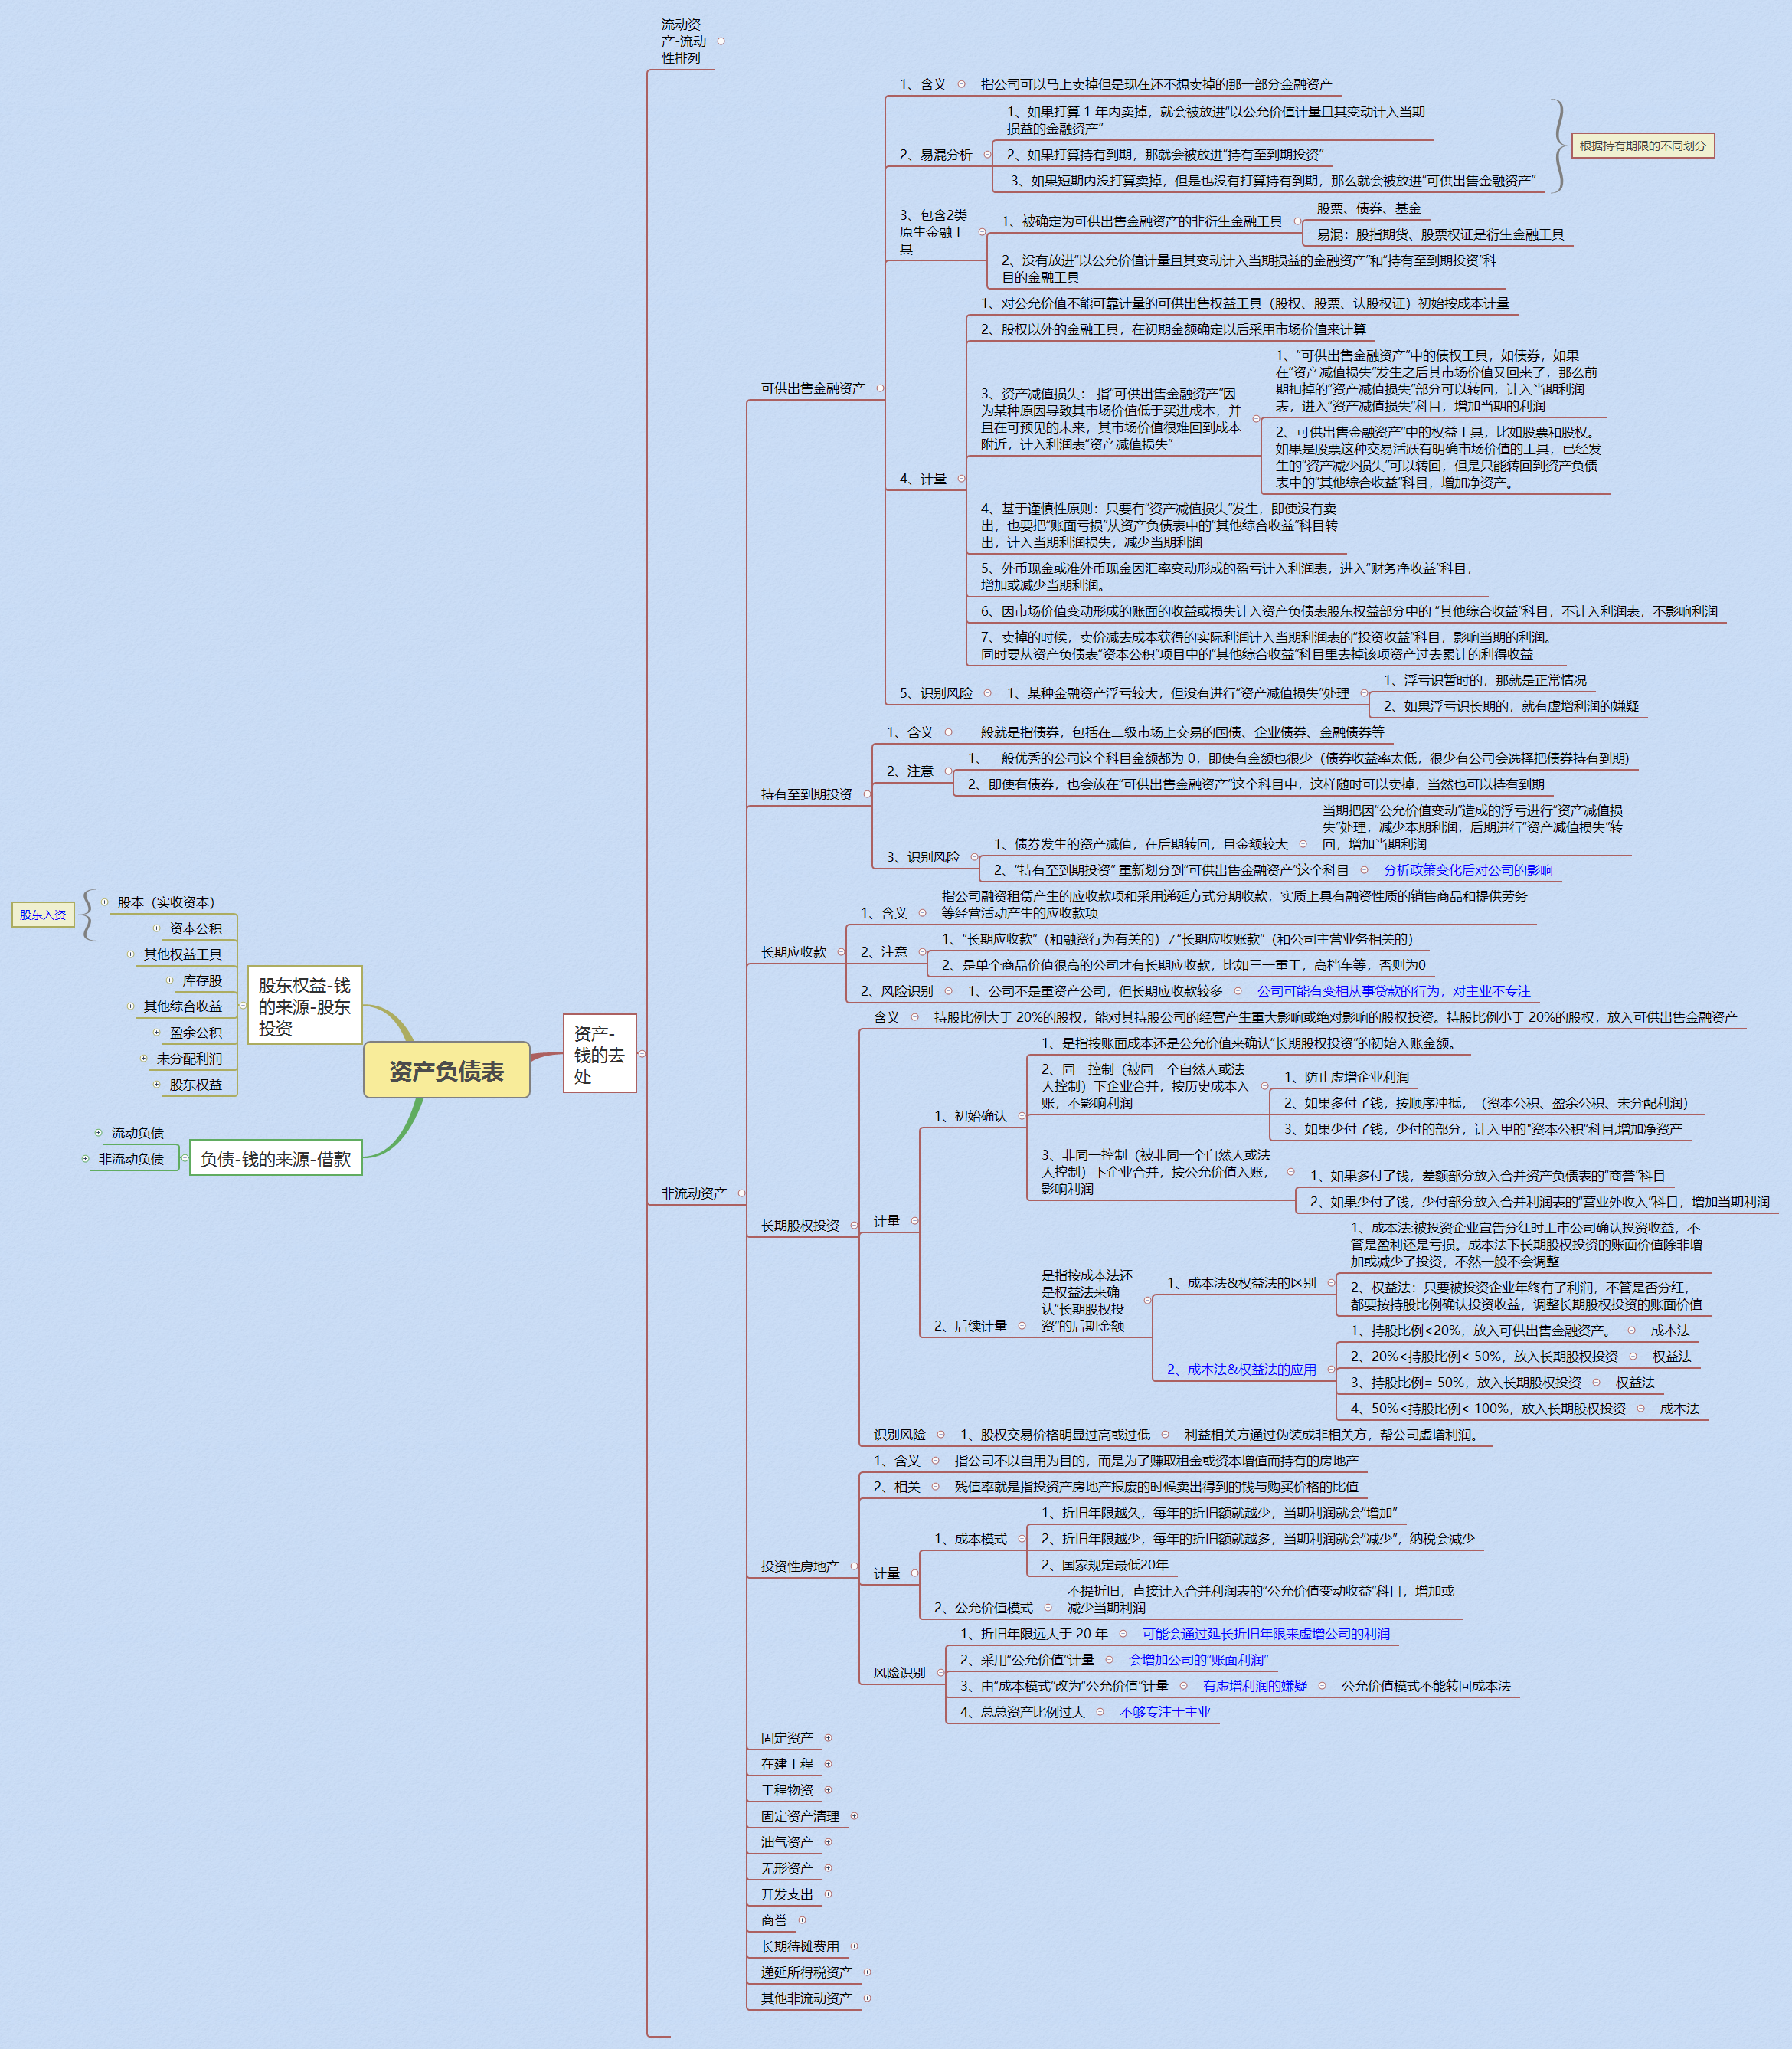 资产负债表
股东权益-钱
的来源-股东
投资
股东入资
股本（实收资本）
资本公积
其他权益工具
库存股
其他综合收益
盈余公积
未分配利润
股东权益
负债-钱的来源-借款
流动负债
非流动负债
资产-
钱的去
处
流动资
产-流动
性排列
非流动资产
可供出售金融资产
1、含义
指公司可以马上卖掉但是现在还不想卖掉的那一部分金融资产
2、易混分析
1、如果打算 1 年内卖掉，就会被放进“以公允价值计量且其变动计入当期
损益的金融资产”
2、如果打算持有到期，那就会被放进“持有至到期投资”
3、如果短期内没打算卖掉，但是也没有打算持有到期，那么就会被放进“可供出售金融资产”
根据持有期限的不同划分
3、包含2类
原生金融工
具
1、被确定为可供出售金融资产的非衍生金融工具
股票、债券、基金
易混：股指期货、股票权证是衍生金融工具
2、没有放进“以公允价值计量且其变动计入当期损益的金融资产”和“持有至到期投资”科
目的金融工具
4、计量
1、对公允价值不能可靠计量的可供出售权益工具（股权、股票、认股权证）初始按成本计量
2、股权以外的金融工具，在初期金额确定以后采用市场价值来计算
3、资产减值损失： 指“可供出售金融资产”因
为某种原因导致其市场价值低于买进成本，并
且在可预见的未来，其市场价值很难回到成本
附近，计入利润表“资产减值损失”
1、“可供出售金融资产”中的债权工具，如债券，如果
在“资产减值损失”发生之后其市场价值又回来了，那么前
期扣掉的“资产减值损失”部分可以转回，计入当期利润
表，进入“资产减值损失”科目，增加当期的利润
2、可供出售金融资产”中的权益工具，比如股票和股权。
如果是股票这种交易活跃有明确市场价值的工具，已经发
生的“资产减少损失”可以转回，但是只能转回到资产负债
表中的“其他综合收益”科目，增加净资产。
4、基于谨慎性原则：只要有“资产减值损失”发生，即使没有卖
出，也要把“账面亏损”从资产负债表中的“其他综合收益”科目转
出，计入当期利润损失，减少当期利润
5、外币现金或准外币现金因汇率变动形成的盈亏计入利润表，进入“财务净收益”科目，
增加或减少当期利润。
6、因市场价值变动形成的账面的收益或损失计入资产负债表股东权益部分中的 “其他综合收益”科目，不计入利润表，不影响利润
7、卖掉的时候，卖价减去成本获得的实际利润计入当期利润表的“投资收益”科目，影响当期的利润。
同时要从资产负债表“资本公积”项目中的“其他综合收益”科目里去掉该项资产过去累计的利得收益
5、识别风险
1、某种金融资产浮亏较大，但没有进行“资产减值损失”处理
1、浮亏识暂时的，那就是正常情况
2、如果浮亏识长期的，就有虚增利润的嫌疑
持有至到期投资
1、含义
一般就是指债券，包括在二级市场上交易的国债、企业债券、金融债券等
2、注意
1、一般优秀的公司这个科目金额都为 0，即使有金额也很少（债券收益率太低，很少有公司会选择把债券持有到期)
2、即使有债券，也会放在“可供出售金融资产”这个科目中，这样随时可以卖掉，当然也可以持有到期
3、识别风险
1、债券发生的资产减值，在后期转回，且金额较大
当期把因“公允价值变动”造成的浮亏进行“资产减值损
失”处理，减少本期利润，后期进行“资产减值损失”转
回，增加当期利润
2、“持有至到期投资” 重新划分到“可供出售金融资产”这个科目
分析政策变化后对公司的影响
长期应收款
1、含义
指公司融资租赁产生的应收款项和采用递延方式分期收款，实质上具有融资性质的销售商品和提供劳务
等经营活动产生的应收款项
2、注意
1、“长期应收款”（和融资行为有关的）≠“长期应收账款”（和公司主营业务相关的）
2、是单个商品价值很高的公司才有长期应收款，比如三一重工，高档车等，否则为0
2、风险识别
1、公司不是重资产公司，但长期应收款较多
公司可能有变相从事贷款的行为，对主业不专注
长期股权投资
含义
持股比例大于 20%的股权，能对其持股公司的经营产生重大影响或绝对影响的股权投资。持股比例小于 20%的股权，放入可供出售金融资产
计量
1、初始确认
1、是指按账面成本还是公允价值来确认“长期股权投资”的初始入账金额。
2、同一控制（被同一个自然人或法
人控制）下企业合并，按历史成本入
账，不影响利润
1、防止虚增企业利润
2、如果多付了钱，按顺序冲抵，（资本公积、盈余公积、未分配利润）
3、如果少付了钱，少付的部分，计入甲的"资本公积“科目,增加净资产
3、非同一控制（被非同一个自然人或法
人控制）下企业合并，按公允价值入账，
影响利润
1、如果多付了钱，差额部分放入合并资产负债表的“商誉”科目
2、如果少付了钱，少付部分放入合并利润表的“营业外收入”科目，增加当期利润
2、后续计量
是指按成本法还
是权益法来确
认“长期股权投
资”的后期金额
1、成本法&权益法的区别
1、成本法:被投资企业宣告分红时上市公司确认投资收益，不
管是盈利还是亏损。成本法下长期股权投资的账面价值除非增
加或减少了投资，不然一般不会调整
2、权益法：只要被投资企业年终有了利润，不管是否分红，
都要按持股比例确认投资收益，调整长期股权投资的账面价值
2、成本法&权益法的应用
1、持股比例<20%，放入可供出售金融资产。
成本法
2、20%<持股比例< 50%，放入长期股权投资
权益法
3、持股比例= 50%，放入长期股权投资
权益法
4、50%<持股比例< 100%，放入长期股权投资
成本法
识别风险
1、股权交易价格明显过高或过低
利益相关方通过伪装成非相关方，帮公司虚增利润。
投资性房地产
1、含义
指公司不以自用为目的，而是为了赚取租金或资本增值而持有的房地产
2、相关
残值率就是指投资产房地产报废的时候卖出得到的钱与购买价格的比值
计量
1、成本模式
1、折旧年限越久，每年的折旧额就越少，当期利润就会“增加”
2、折旧年限越少，每年的折旧额就越多，当期利润就会“减少”，纳税会减少
2、国家规定最低20年
2、公允价值模式
不提折旧，直接计入合并利润表的“公允价值变动收益”科目，增加或
减少当期利润
风险识别
1、折旧年限远大于 20 年
可能会通过延长折旧年限来虚增公司的利润
2、采用“公允价值”计量
会增加公司的“账面利润”
3、由“成本模式”改为“公允价值”计量
有虚增利润的嫌疑
公允价值模式不能转回成本法
4、总总资产比例过大
不够专注于主业
固定资产
在建工程
工程物资
固定资产清理
油气资产
无形资产
开发支出
商誉
长期待摊费用
递延所得税资产
其他非流动资产